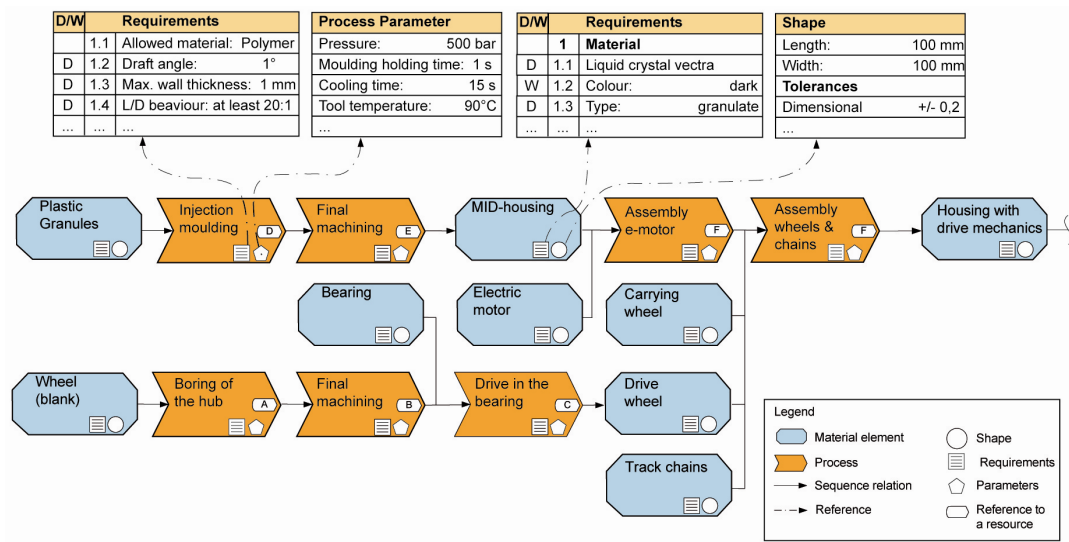 D/W Requirements
1.1 Allowed material: Polymer
D 1.2 Draft angle: 1°
D 1.3 Max. wall thickness: 1 mm
D 1.4 L/D beaviour: at least 20:1
... ... ...
Process Parameter
Pressure: 500 bar
Moulding holding time: 1 s
Cooling time: 15 s
Tool temperature: 90°C
...
D/W Requirements
1 Material
D 1.1 Liquid crystal vectra
W 1.2 Colour: dark
D 1.3 Type: granulate
... ... ...
Shape
Length: 100 mm
Width: 100 mm
Tolerances
Dimensional +/- 0,2
...
Plastic
Granules
Injection
moulding
D
Final
machining
E
MID-housing
Assembly
e-motor
F
Assembly
wheels &
chains
F
Housing with
drive mechanics
Bearing
Electric
motor
Carrying
wheel
Wheel
(blank)
Boring of
the hub
A
Final
machining
B
Drive in the
bearing
C
Drive
wheel
Track chains
Legend
Material element
Process
Sequence relation
Reference
Shape
Requirements
Parameters
Reference to
a resource